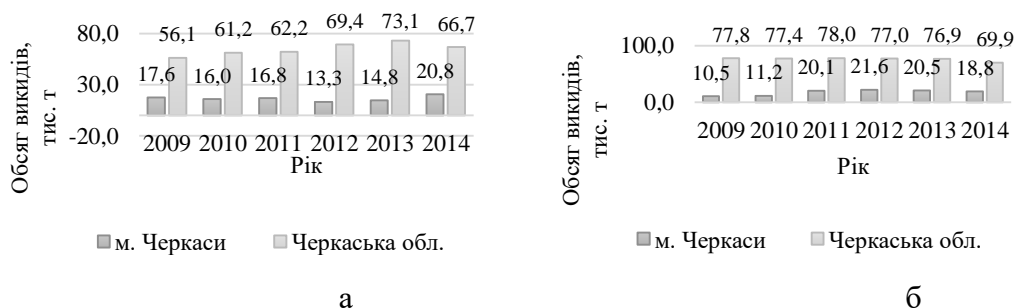 Обсяг викидів,
тис. т
80,0
30,0
-20,0
56,1 61,2 62,2 69,4 73,1 66,7
17,6 16,0 16,8 13,3 14,8 20,8
2009 2010 2011 2012 2013 2014
Рік
м. Черкаси Черкаська обл.
а
Обсяг викидів,
тис. т
100,0
0,0
77,8 77,4 78,0 77,0 76,9 69,9
10,5 11,2 20,1 21,6 20,5 18,8
2009 2010 2011 2012 2013 2014
Рік
м. Черкаси Черкаська обл.
б